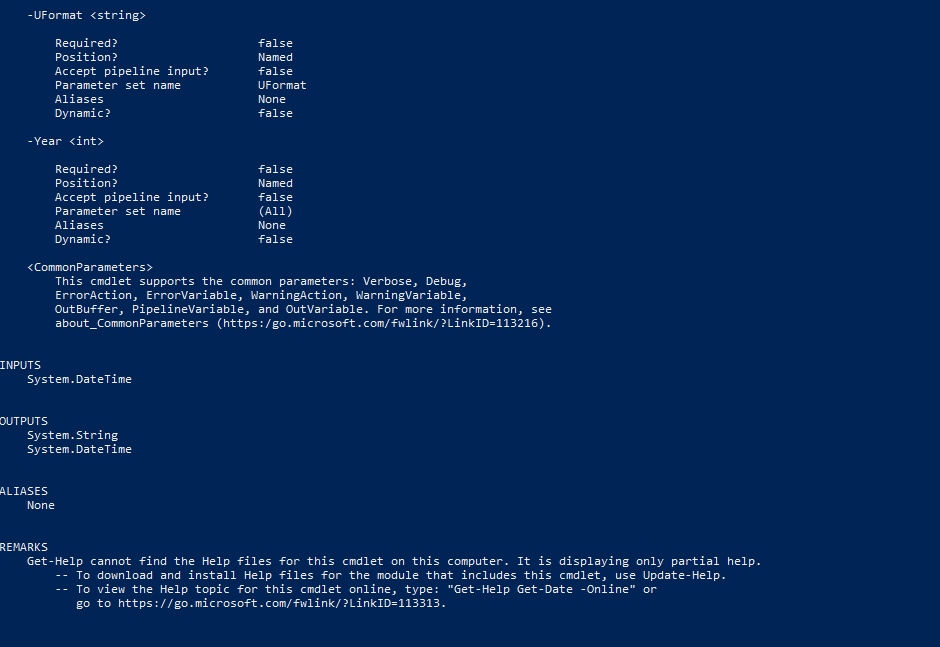 -UFormat <string>
Required? false
Position? Named
Accept pipeline input? false
Parameter set name UFormat
Aliases None
Dynamic? false
-Year <int>
Required? false
Position? Named
Accept pipeline input? false
Parameter set name (All)
Aliases None
Dynamic? false
<CommonParameters>
This cmdlet supports the common parameters: Verbose, Debug,
ErrorAction, ErrorVariable, WarningAction, WarningVariable,
OutBuffer, PipelineVariable, and OutVariable. For more information, see
about_CommonParameters (https:/go.microsoft.com/fwlink/?LinkID=113216).
INPUTS
System.DateTime
OUTPUTS
System.String
System.DateTime
ALIASES
None
REMARKS
Get-Help cannot find the Help files for this cmdlet on this computer. It is displaying only partial help.
-- To download and install Help files for the module that includes this cmdlet, use Update-Help.
-- To view the Help topic for this cmdlet online, type: "Get-Help Get-Date -Online" or
go to https://go.microsoft.com/fwlink/?LinkID=113313.